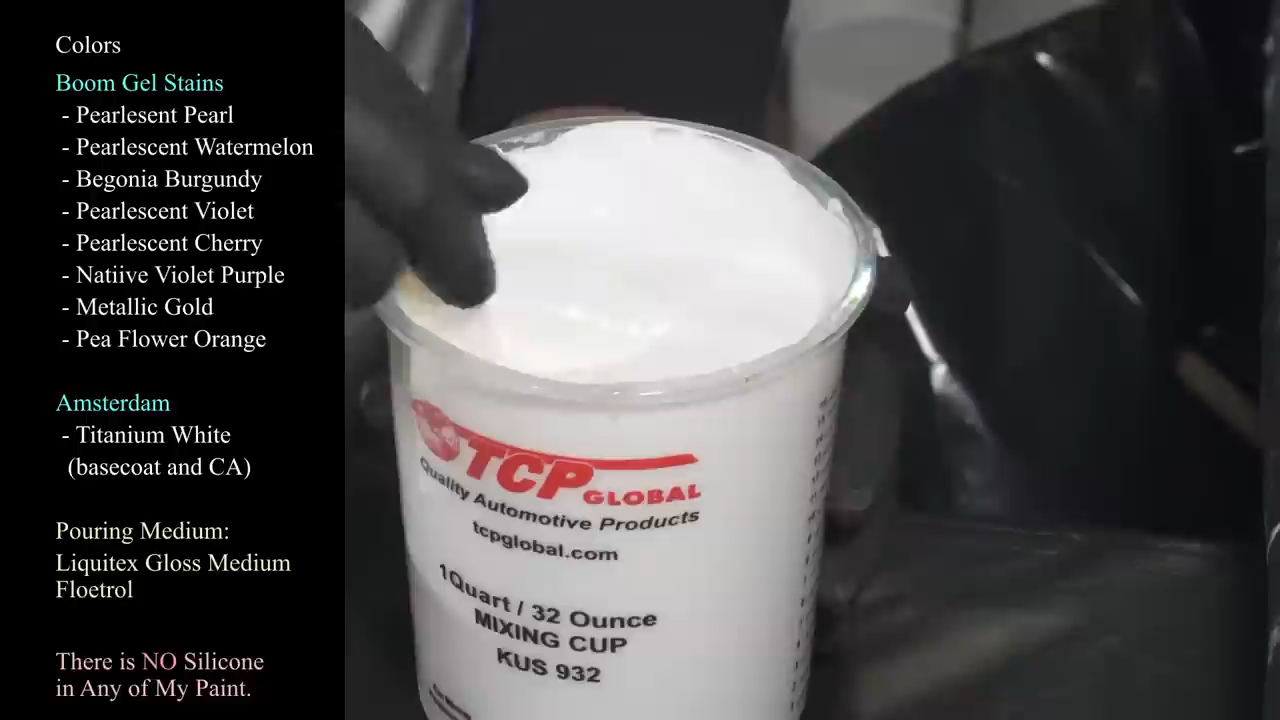 Colors
Boom Gel Stains
- Pearlesent Pearl
- Pearlescent Watermelon
- Begonia Burgundy
- Pearlescent Violet
- Pearlescent Cherry
- Natiive Violet Purple
- Metallic Gold
- Pea Flower Orange
Amsterdam
- Titanium White
(basecoat and CA)
Pouring Medium:
Liquitex Gloss Medium
Floetrol
There is NO Silicone
in Any of My Paint.
TCP GLOBAL
Quality Automotive Products
tcpglobal.com
1Quart / 32 Ounce
MIXING CUP
KUS 932